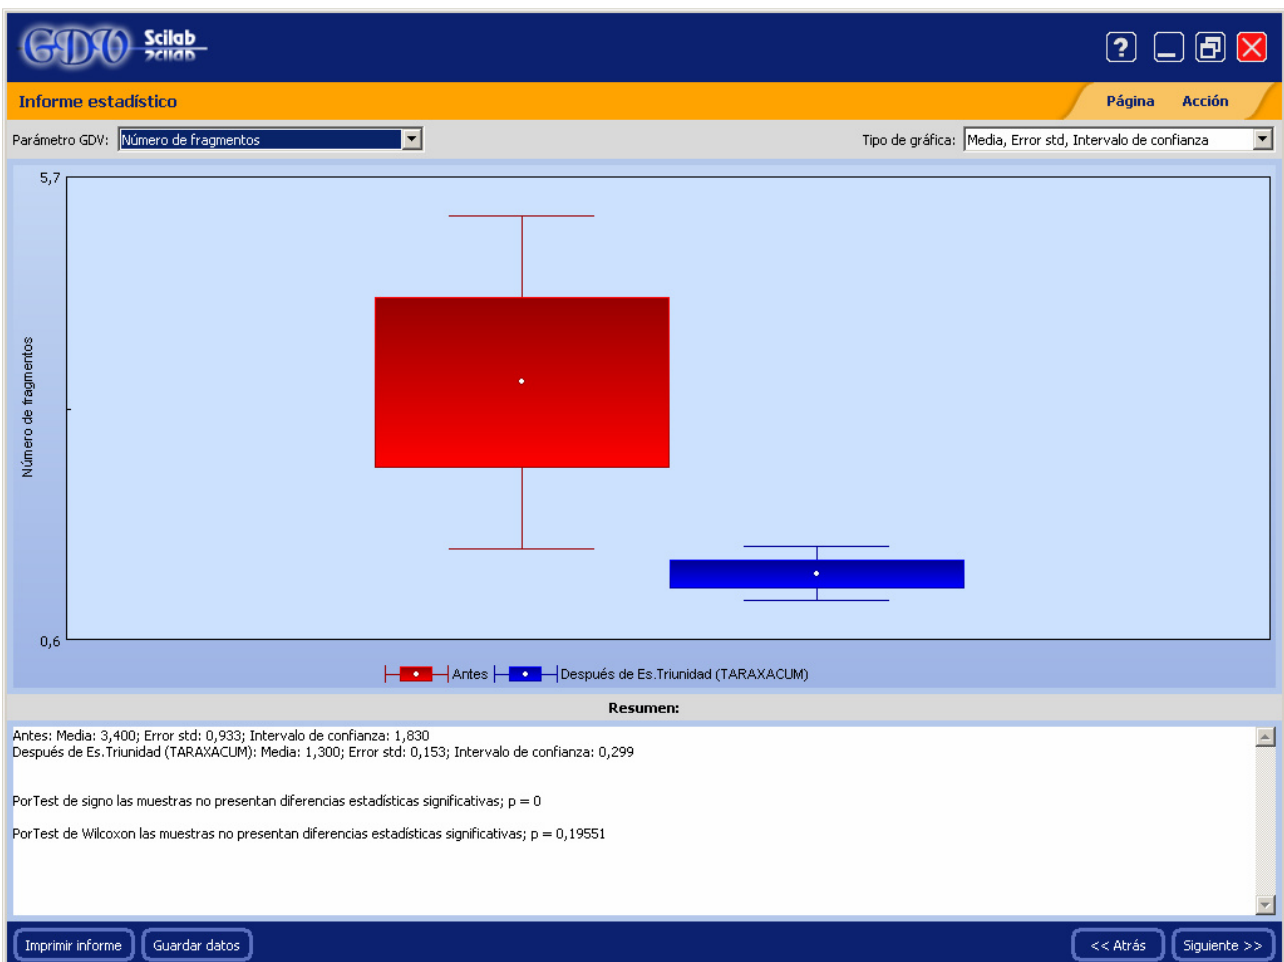 GDV Scilab
Informe estadístico
Página Acción
Parámetro GDV: Número de fragmentos
Tipo de gráfica: Media, Error std, Intervalo de confianza
5,7
Número de fragmentos
0,6
Antes Después de Es.Triunidad (TARAXACUM)
Resumen:
Antes: Media: 3,400; Error std: 0,933; Intervalo de confianza: 1,830
Después de Es.Triunidad (TARAXACUM): Media: 1,300; Error std: 0,153; Intervalo de confianza: 0,299
PorTest de signo las muestras no presentan diferencias estadísticas significativas; p = 0
PorTest de Wilcoxon las muestras no presentan diferencias estadísticas significativas; p = 0,19551
Imprimir informe Guardar datos << Atrás Siguiente >>